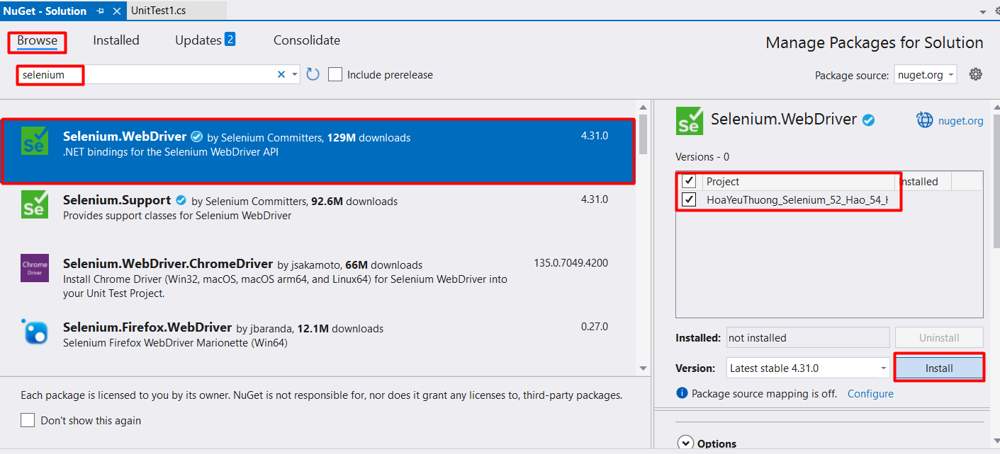 NuGet - Solution
UnitTest1.cs
Browse
Installed
Updates 2
Consolidate
Manage Packages for Solution
selenium
Include prerelease
Package source: nuget.org
Selenium.WebDriver by Selenium Committers, 129M downloads
4.31.0
.NET bindings for the Selenium WebDriver API
Selenium.Support by Selenium Committers, 92.6M downloads
4.31.0
Provides support classes for Selenium WebDriver
Selenium.WebDriver.ChromeDriver by jsakamoto, 66M downloads
135.0.7049.4200
Chrome
Driver
Install Chrome Driver (Win32, macOS, macOS arm64, and Linux64) for Selenium WebDriver into
your Unit Test Project.
Selenium.Firefox.WebDriver by jbaranda, 12.1M downloads
0.27.0
Selenium Firefox WebDriver Marionette (Win64)
Each package is licensed to you by its owner. NuGet is not responsible for, nor does it grant any licenses to, third-party packages.
Don't show this again
Se
Se
Se
Selenium.WebDriver
nuget.org
Versions - 0
Project
Installed
HoaYeuThuong_Selenium_52_Hao_54_H
Installed: not installed
Uninstall
Version: Latest stable 4.31.0
Install
Package source mapping is off. Configure
Options